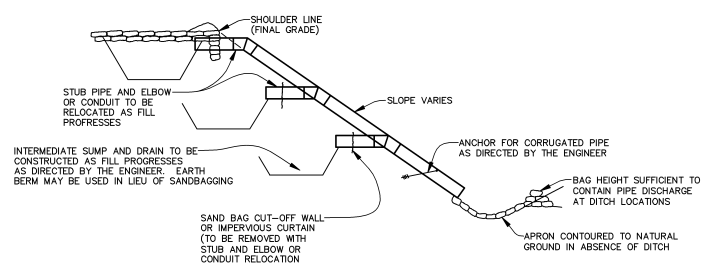 SHOULDER LINE
(FINAL GRADE)
STUB PIPE AND ELBOW
OR CONDUIT TO BE
RELOCATED AS FILL
PROFRESSES
SLOPE VARIES
INTERMEDIATE SUMP AND DRAIN TO BE
CONSTRUCTED AS FILL PROGRESSES
AS DIRECTED BY THE ENGINEER. EARTH
BERM MAY BE USED IN LIEU OF SANDBAGGING
ANCHOR FOR CORRUGATED PIPE
AS DIRECTED BY THE ENGINEER
BAG HEIGHT SUFFICIENT TO
CONTAIN PIPE DISCHARGE
AT DITCH LOCATIONS
SAND BAG CUT-OFF WALL
OR IMPERVIOUS CURTAIN
(TO BE REMOVED WITH
STUB AND ELBOW OR
CONDUIT RELOCATION
APRON CONTOURED TO NATURAL
GROUND IN ABSENCE OF DITCH